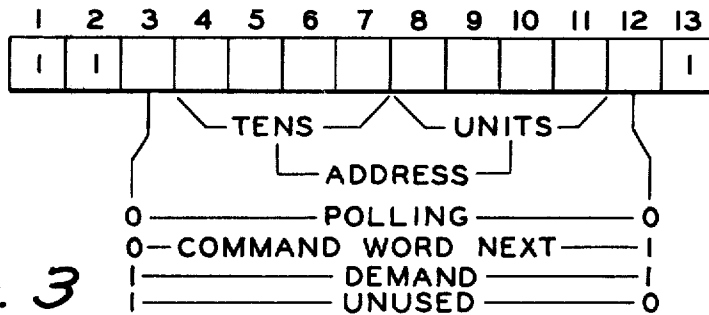 1 2 3 4 5 6 7 8 9 10 11 12 13
1 1 1
TENS UNITS
ADDRESS
0 POLLING 0
0 COMMAND WORD NEXT 1
1 DEMAND 1
1 UNUSED 0
. 3